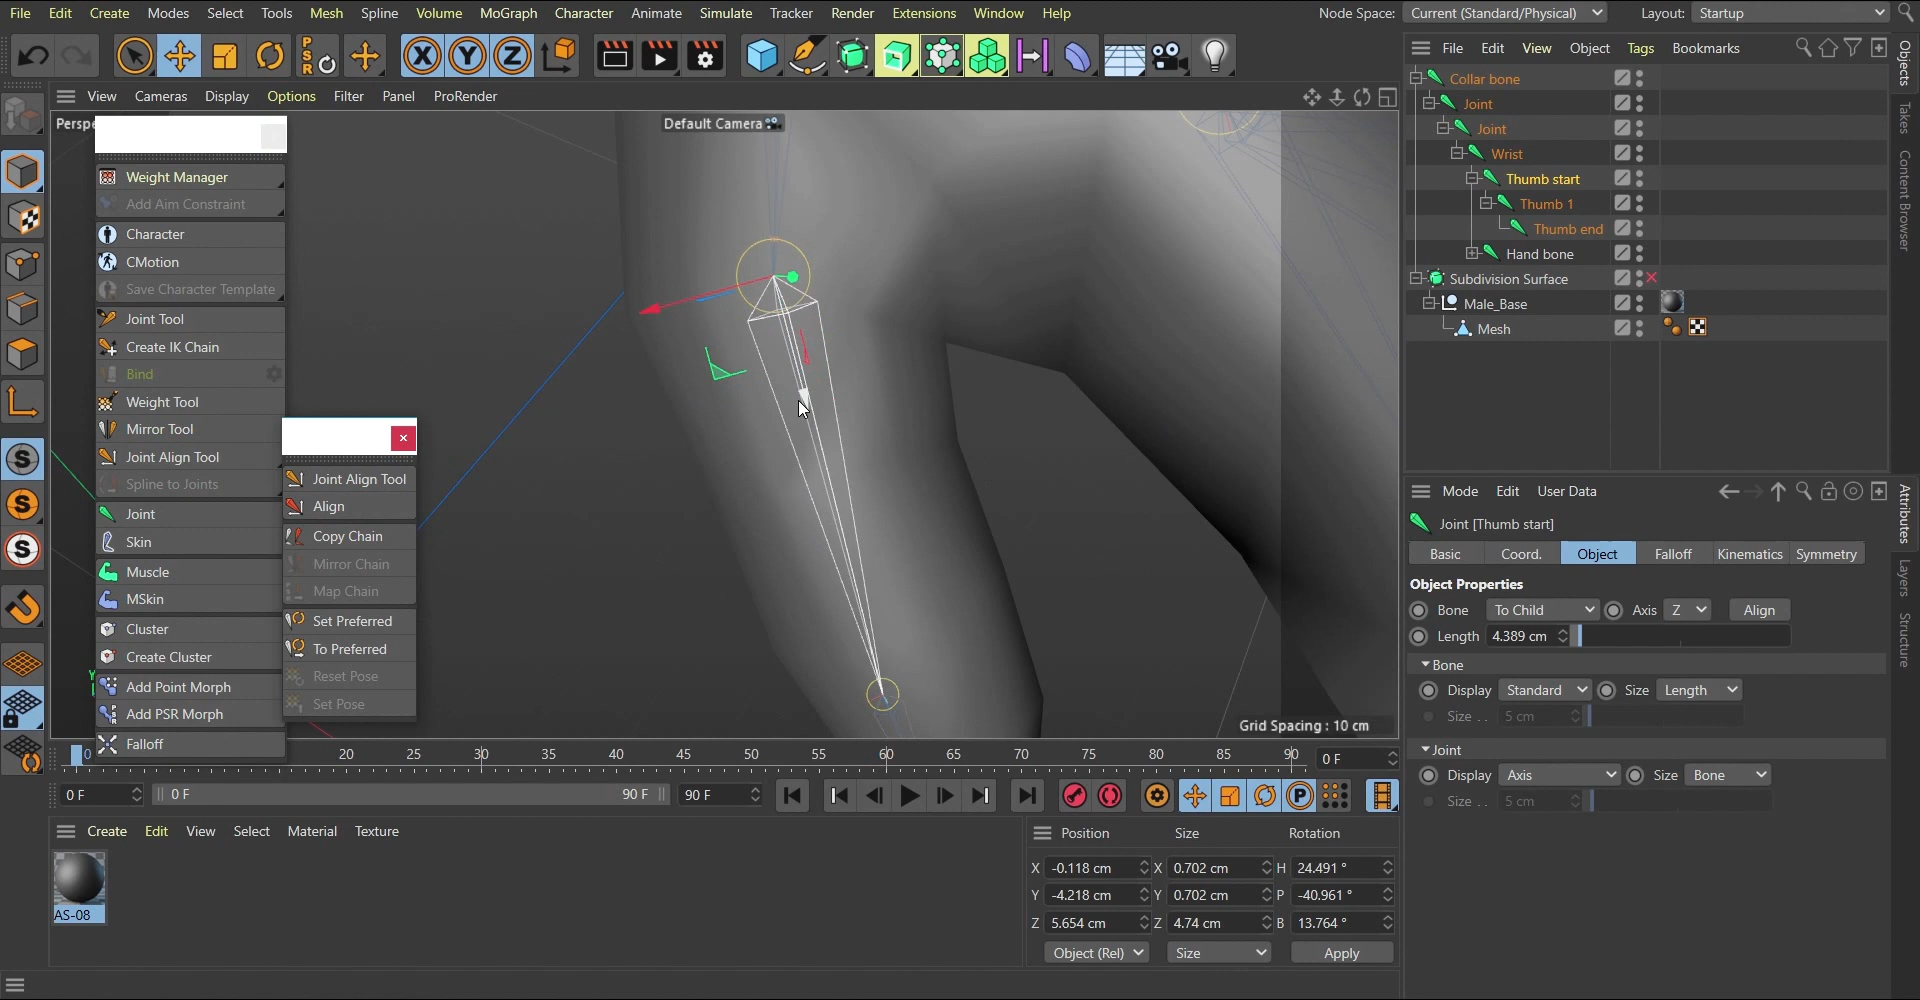 File Edit Create Modes Select Tools Mesh Spline Volume MoGraph Character Animate Simulate Tracker Render Extensions Window Help Node Space: Current (Standard/Physical) Layout: Startup
PSR X Y Z
File Edit View Object Tags Bookmarks
View Cameras Display Options Filter Panel ProRender
Perspe
Default Camera
Collar bone
Joint
Joint
Wrist
Thumb start
Thumb 1
Thumb end
Hand bone
Subdivision Surface
Male_Base
Mesh
Objects
Takes
Content Browser
Attributes
Layers
Structure
Weight Manager
Add Aim Constraint
Character
CMotion
Save Character Template
Joint Tool
Create IK Chain
Bind
Weight Tool
Mirror Tool
Joint Align Tool
Spline to Joints
Joint
Skin
Muscle
MSkin
Cluster
Create Cluster
Add Point Morph
Add PSR Morph
Falloff
Joint Align Tool
Align
Copy Chain
Mirror Chain
Map Chain
Set Preferred
To Preferred
Reset Pose
Set Pose
S
S
S
Y
Grid Spacing : 10 cm
Mode Edit User Data
Joint [Thumb start]
Basic Coord. Object Falloff Kinematics Symmetry
Object Properties
Bone To Child Axis Z Align
Length 4.389 cm
Bone
Display Standard Size Length
Size . . 5 cm
Joint
Display Axis Size Bone
Size . . 5 cm
0 20 30 35 40 45 50 55 60 65 70 75 80 85 90 0 F
0 F 0 F 90 F 90 F P
Create Edit View Select Material Texture
AS-08
Position Size Rotation
X -0.118 cm X 0.702 cm H 24.491 °
Y -4.218 cm Y 0.702 cm P -40.961 °
Z 5.654 cm Z 4.74 cm B 13.764 °
Object (Rel) Size Apply